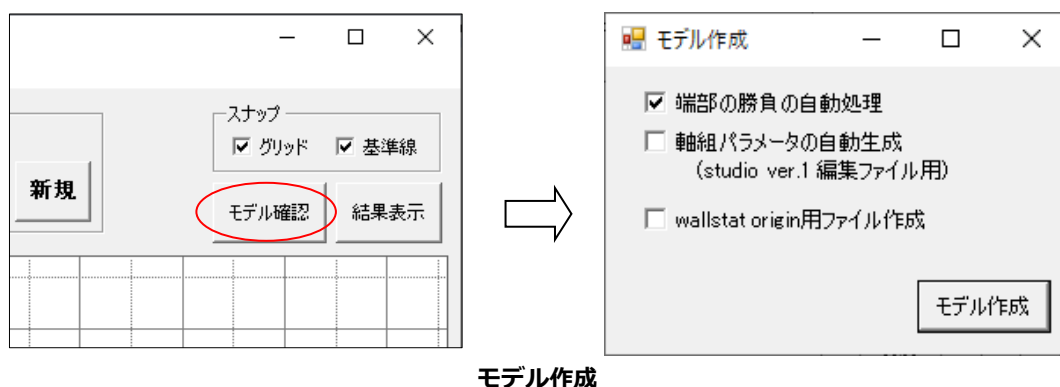 スナップ
グリッド 基準線
新規
モデル確認 結果表示
モデル作成
端部の勝負の自動処理
軸組パラメータの自動生成
(studio ver.1 編集ファイル用)
wallstat origin用ファイル作成
モデル作成
モデル作成